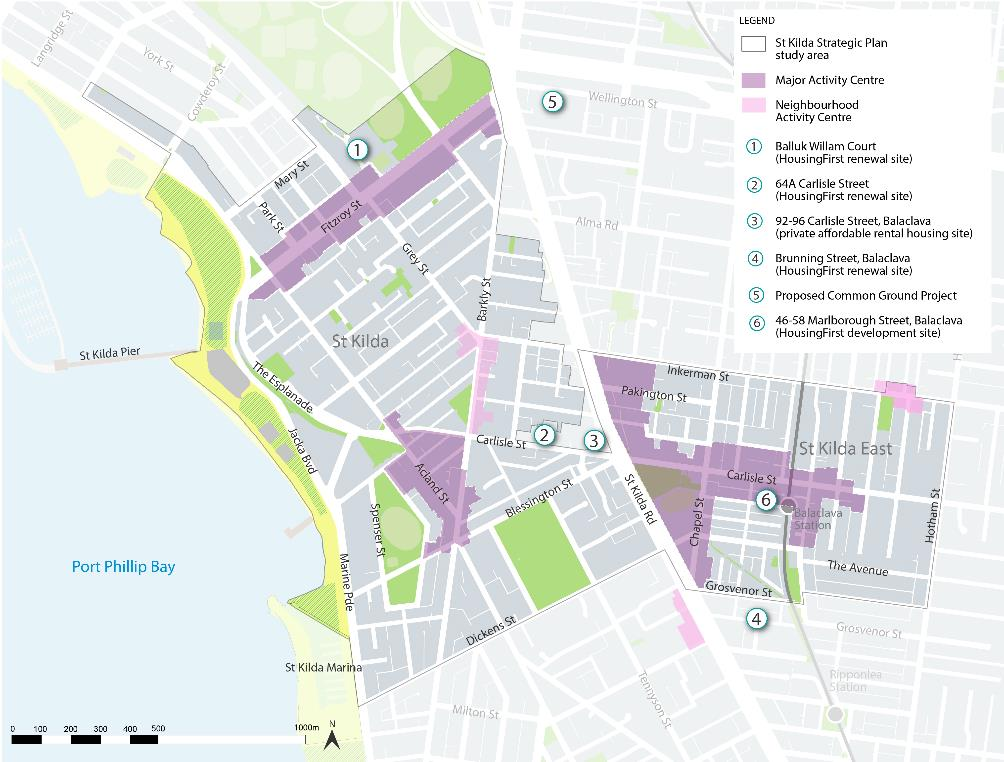 LEGEND
St Kilda Strategic Plan
study area
Major Activity Centre
Neighbourhood
Activity Centre
1 Balluk Willam Court
(HousingFirst renewal site)
2 64A Carlisle Street
(HousingFirst renewal site)
3 92-96 Carlisle Street, Balaclava
(private affordable rental housing site)
4 Brunning Street, Balaclava
(HousingFirst renewal site)
5 Proposed Common Ground Project
6 46-58 Marlborough Street, Balaclava
(HousingFirst development site)
Langridge St
York St
Cowderoy St
5
Wellington St
1
Mary St
Park St
Fitzroy St
Alma Rd
Grey St
Barkly St
St Kilda
St Kilda Pier
The Esplanade
Inkerman St
Pakington St
Jacka Bvd
Carlisle St
2
3
St Kilda East
Acland St
Carlisle St
Blessington St
St Kilda Rd
6
Balaclava
Station
Chapel St
Hotham St
Spenser St
Port Phillip Bay
Marine Pde
The Avenue
Grosvenor St
4
Grosvenor St
Dickens St
St Kilda Marina
Ripponlea
Station
Tennyson St
Milton St
0 100 200 300 400 500 1000m
N
H